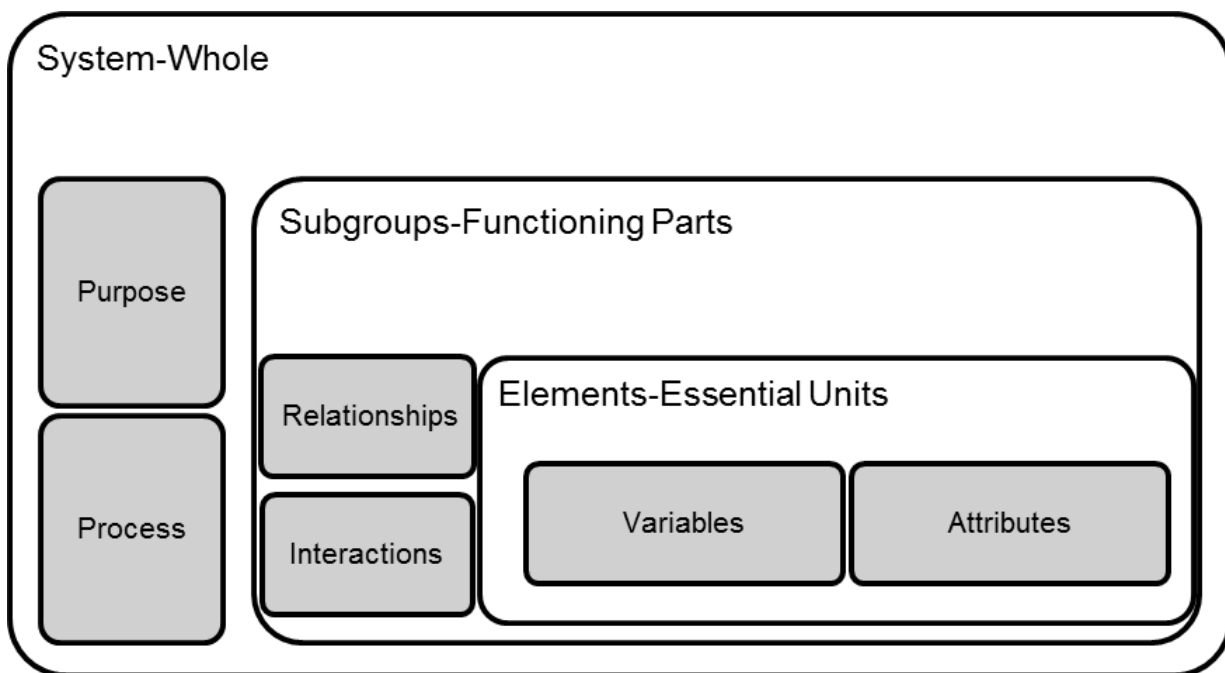 System-Whole
Purpose
Process
Subgroups-Functioning Parts
Relationships
Interactions
Elements-Essential Units
Variables
Attributes